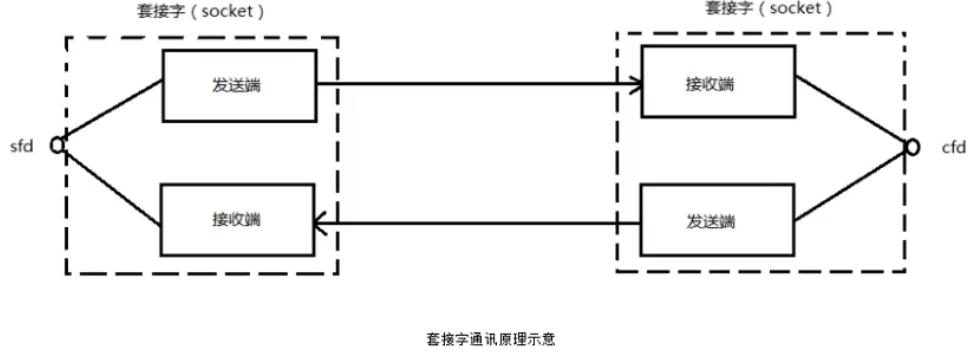 套接字（socket）
套接字（socket）
发送端
接收端
sfd
cfd
接收端
发送端
套接字通讯原理示意